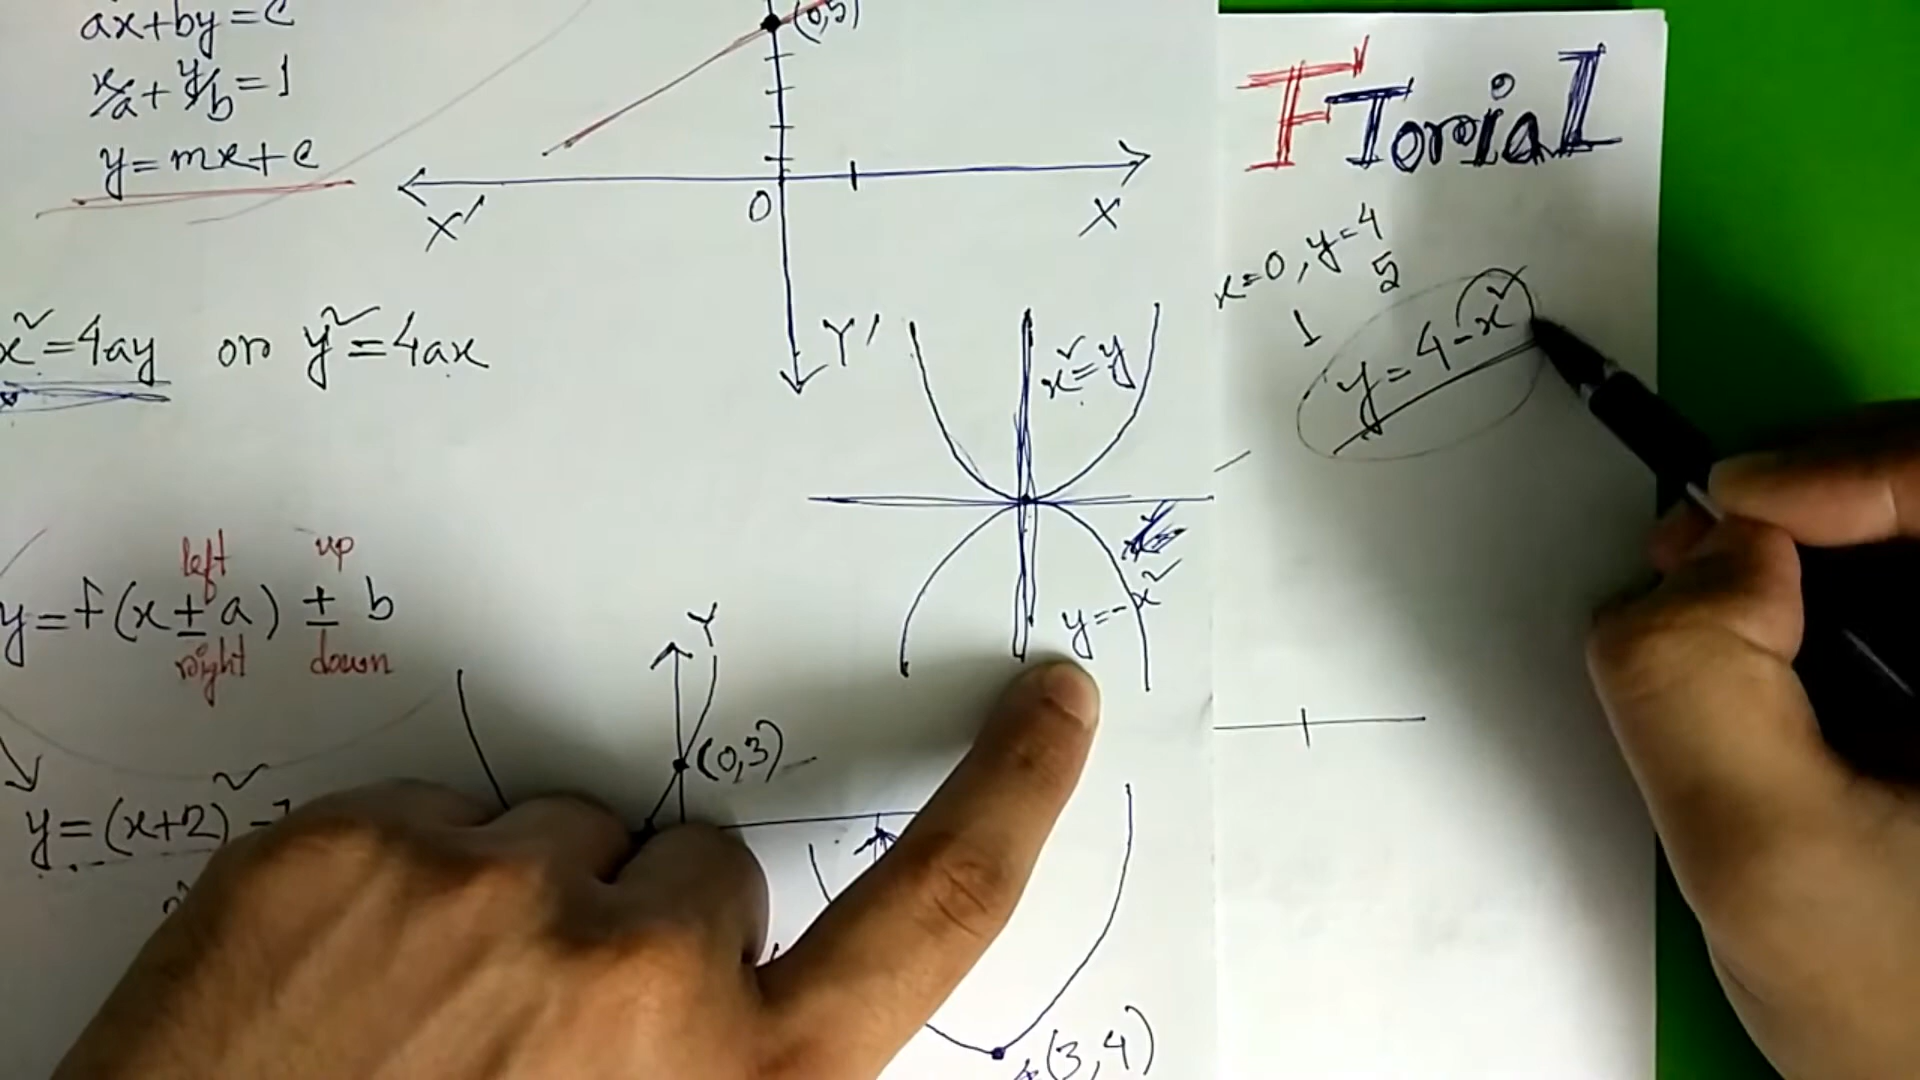 ax+by=c
x/a + y/b = 1
y=mx+c
(0,5)
O
X'
X
Y'
FTorial
x=0, y=4
1 5
y=4-x²
x²=4ay or y²=4ax
x²=y
y=-x²
left up
y=f(x±a) ± b
right down
Y
(0,3)
y=(x+2)²-1
(3,4)